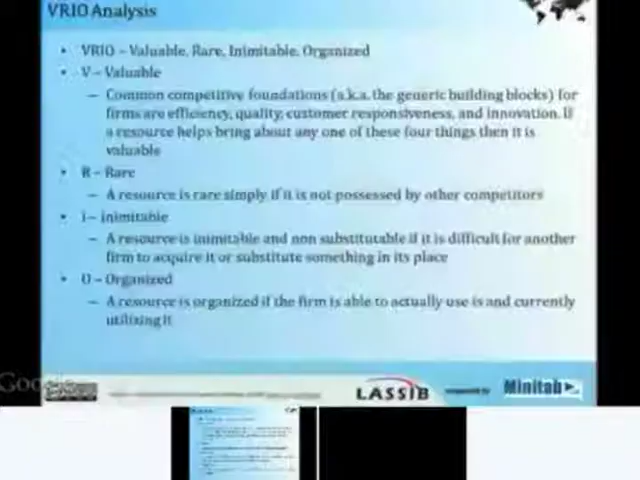 VRIO Analysis
• VRIO – Valuable, Rare, Inimitable, Organized
• V – Valuable
– Common competitive foundations (a.k.a. the generic building blocks) for
firms are efficiency, quality, customer responsiveness, and innovation. If
a resource helps bring about any one of these four things then it is
valuable
• R – Rare
– A resource is rare simply if it is not possessed by other competitors
• I – Inimitable
– A resource is inimitable and non substitutable if it is difficult for another
firm to acquire it or substitute something in its place
• O – Organized
– A resource is organized if the firm is able to actually use is and currently
utilizing it
LASSIB
Minitab